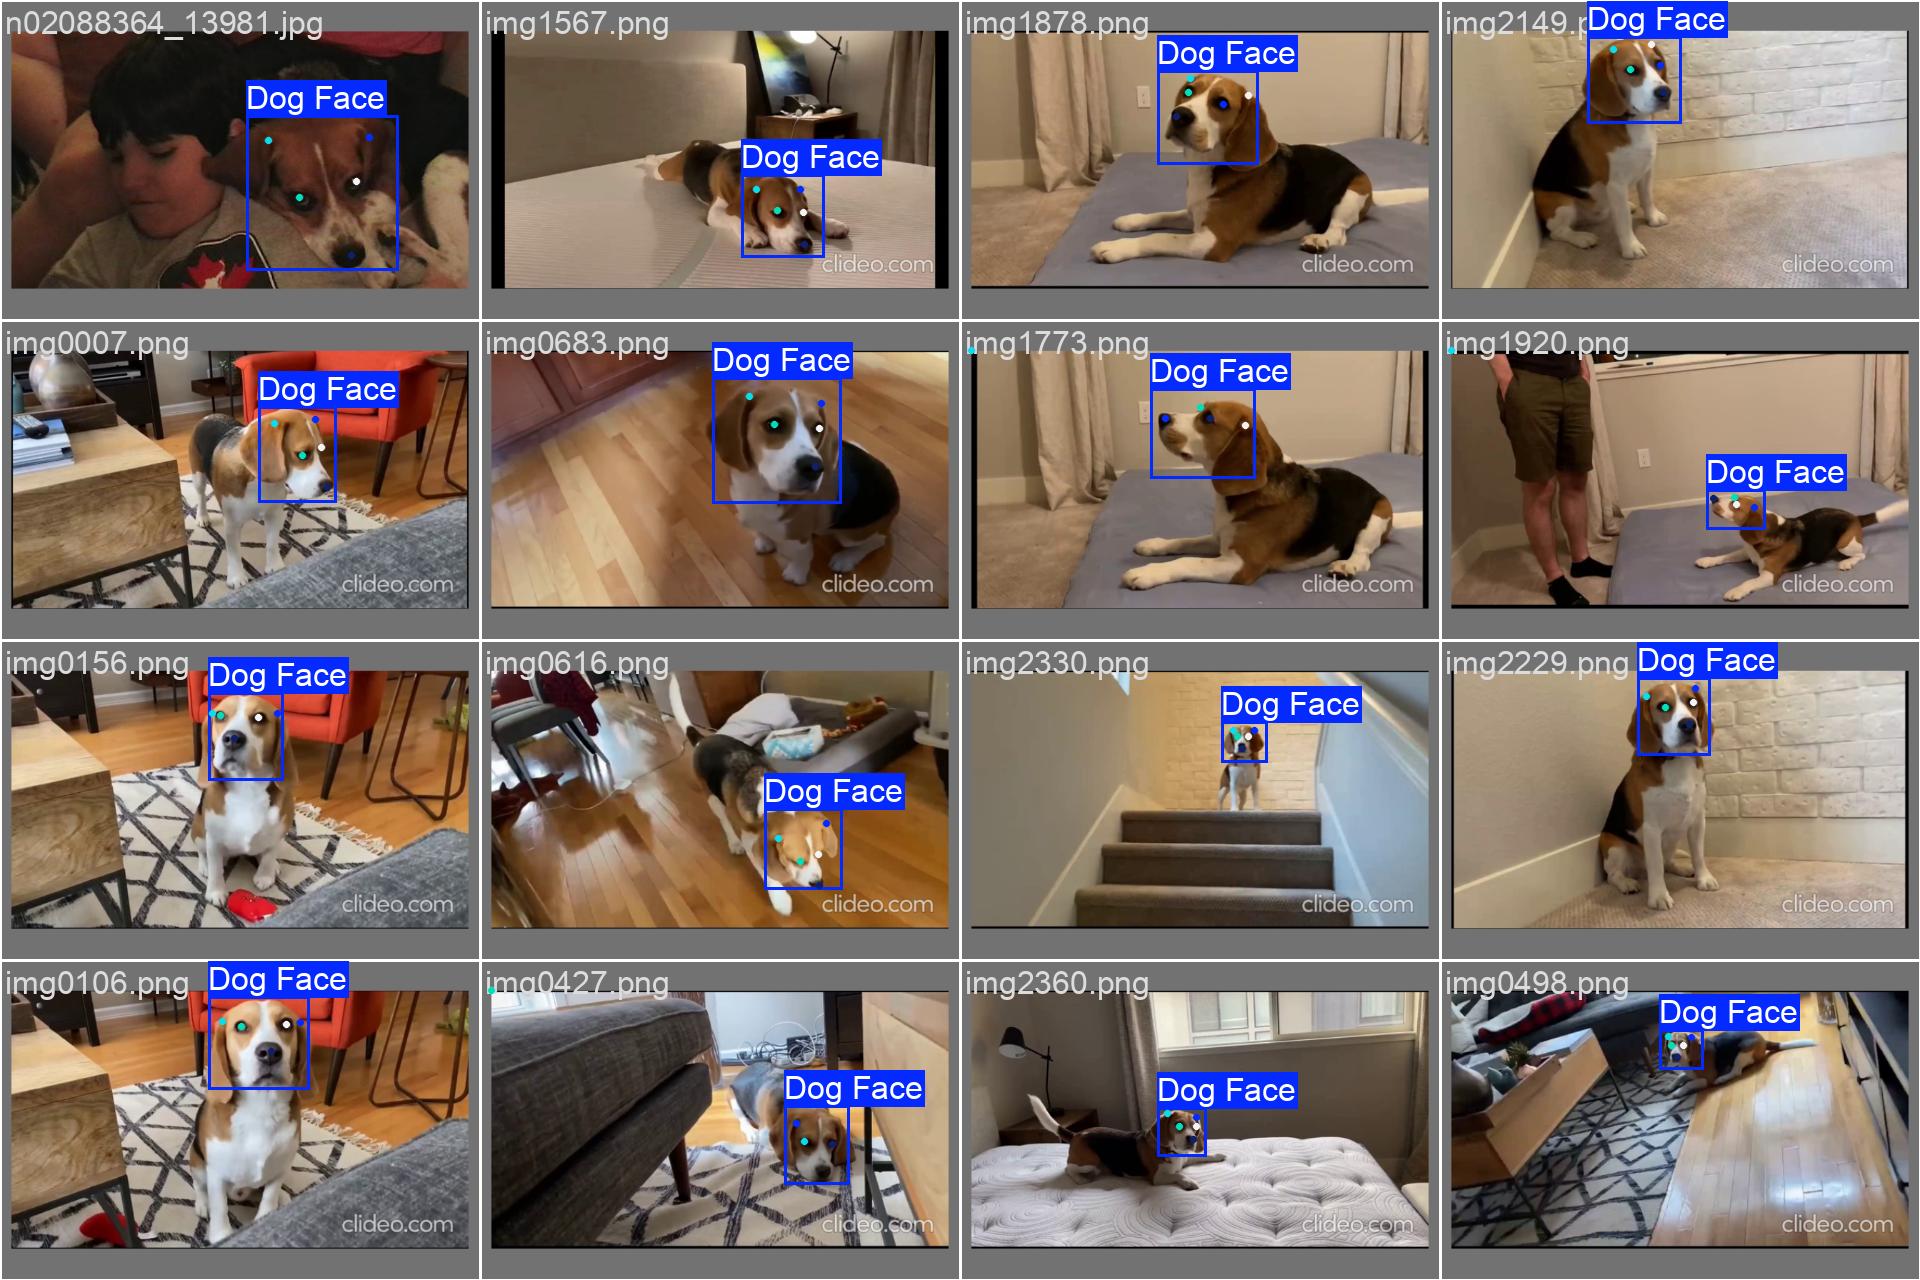 n02088364_13981.jpg
Dog Face
img1567.png
Dog Face
clideo.com
img1878.png
Dog Face
clideo.com
img2149.p
Dog Face
clideo.com
img0007.png
Dog Face
clideo.com
img0683.png
Dog Face
clideo.com
img1773.png
Dog Face
clideo.com
img1920.png
Dog Face
clideo.com
img0156.png
Dog Face
clideo.com
img0616.png
Dog Face
clideo.com
img2330.png
Dog Face
clideo.com
img2229.png
Dog Face
clideo.com
img0106.png
Dog Face
clideo.com
img0427.png
Dog Face
clideo.com
img2360.png
Dog Face
clideo.com
img0498.png
Dog Face
clideo.com